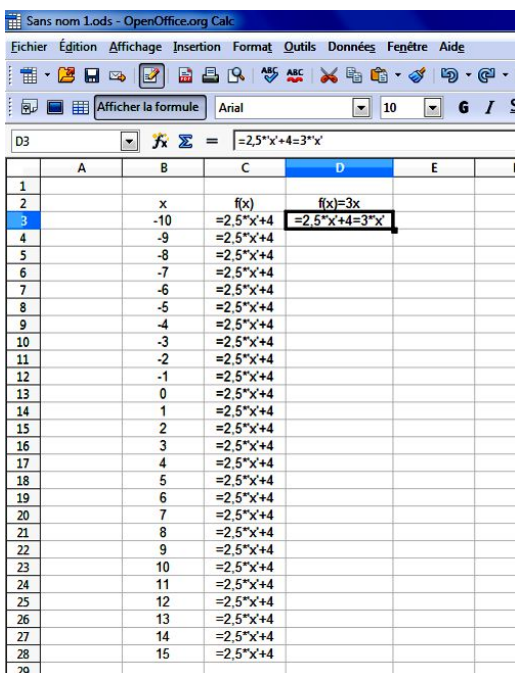 Sans nom 1.ods - OpenOffice.org Calc
Fichier Édition Affichage Insertion Format Outils Données Fenêtre Aide
Afficher la formule Arial 10 G I S
D3 fx Σ = =2,5*'x'+4=3*'x'
A B C D E
1
2 x f(x) f(x)=3x
3 -10 =2,5*'x'+4 =2,5*'x'+4=3*'x'
4 -9 =2,5*'x'+4
5 -8 =2,5*'x'+4
6 -7 =2,5*'x'+4
7 -6 =2,5*'x'+4
8 -5 =2,5*'x'+4
9 -4 =2,5*'x'+4
10 -3 =2,5*'x'+4
11 -2 =2,5*'x'+4
12 -1 =2,5*'x'+4
13 0 =2,5*'x'+4
14 1 =2,5*'x'+4
15 2 =2,5*'x'+4
16 3 =2,5*'x'+4
17 4 =2,5*'x'+4
18 5 =2,5*'x'+4
19 6 =2,5*'x'+4
20 7 =2,5*'x'+4
21 8 =2,5*'x'+4
22 9 =2,5*'x'+4
23 10 =2,5*'x'+4
24 11 =2,5*'x'+4
25 12 =2,5*'x'+4
26 13 =2,5*'x'+4
27 14 =2,5*'x'+4
28 15 =2,5*'x'+4
29